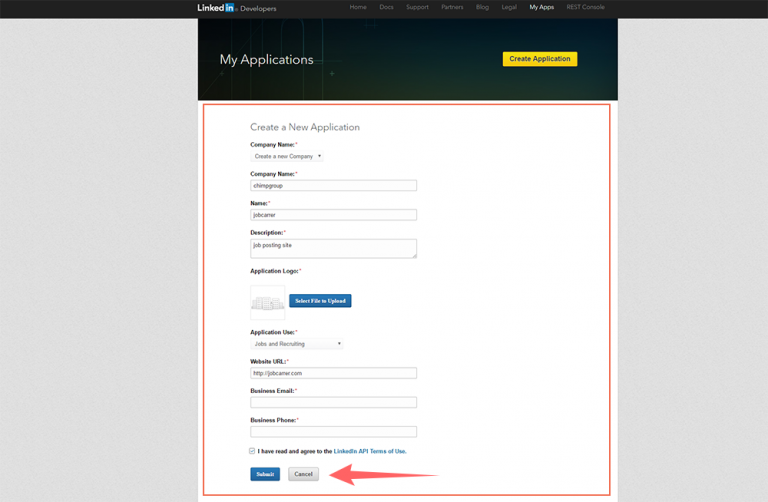 Linked in Developers Home Docs Support Partners Blog Legal My Apps REST Console
My Applications
Create Application
Create a New Application
Company Name:*
Create a new Company
Company Name:*
chimpgroup
Name:*
jobcarrer
Description:*
job posting site
Application Logo:*
Select File to Upload
Application Use:*
Jobs and Recruiting
Website URL:*
http://jobcarrer.com
Business Email:*
Business Phone:*
I have read and agree to the LinkedIn API Terms of Use.
Submit Cancel